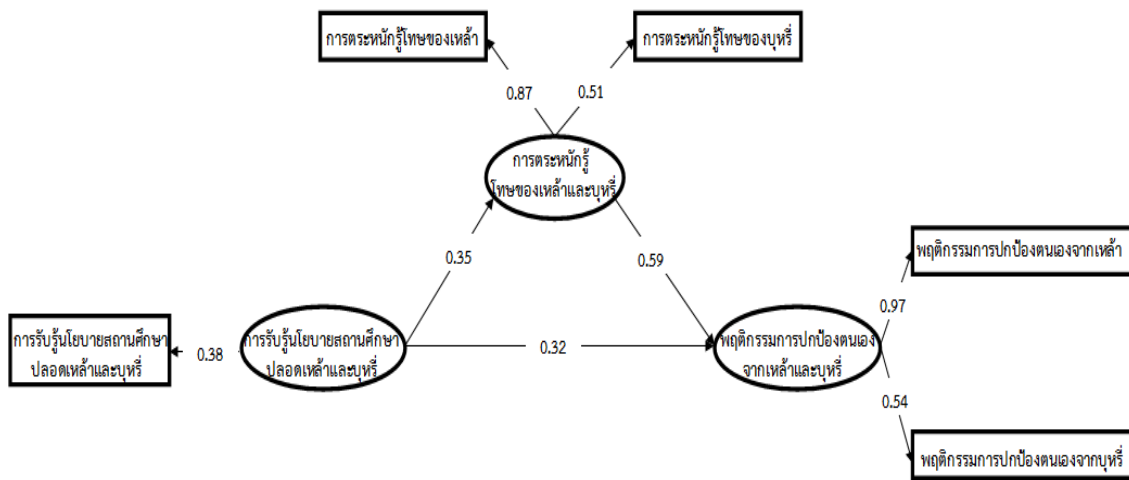 การตระหนักรู้โทษของเหล้า
การตระหนักรู้โทษของบุหรี่
0.87
0.51
การตระหนักรู้
โทษของเหล้าและบุหรี่
0.35
0.59
พฤติกรรมการปกป้องตนเองจากเหล้า
0.97
การรับรู้นโยบายสถานศึกษา
ปลอดเหล้าและบุหรี่
0.38
การรับรู้นโยบายสถานศึกษา
ปลอดเหล้าและบุหรี่
0.32
พฤติกรรมการปกป้องตนเอง
จากเหล้าและบุหรี่
0.54
พฤติกรรมการปกป้องตนเองจากบุหรี่